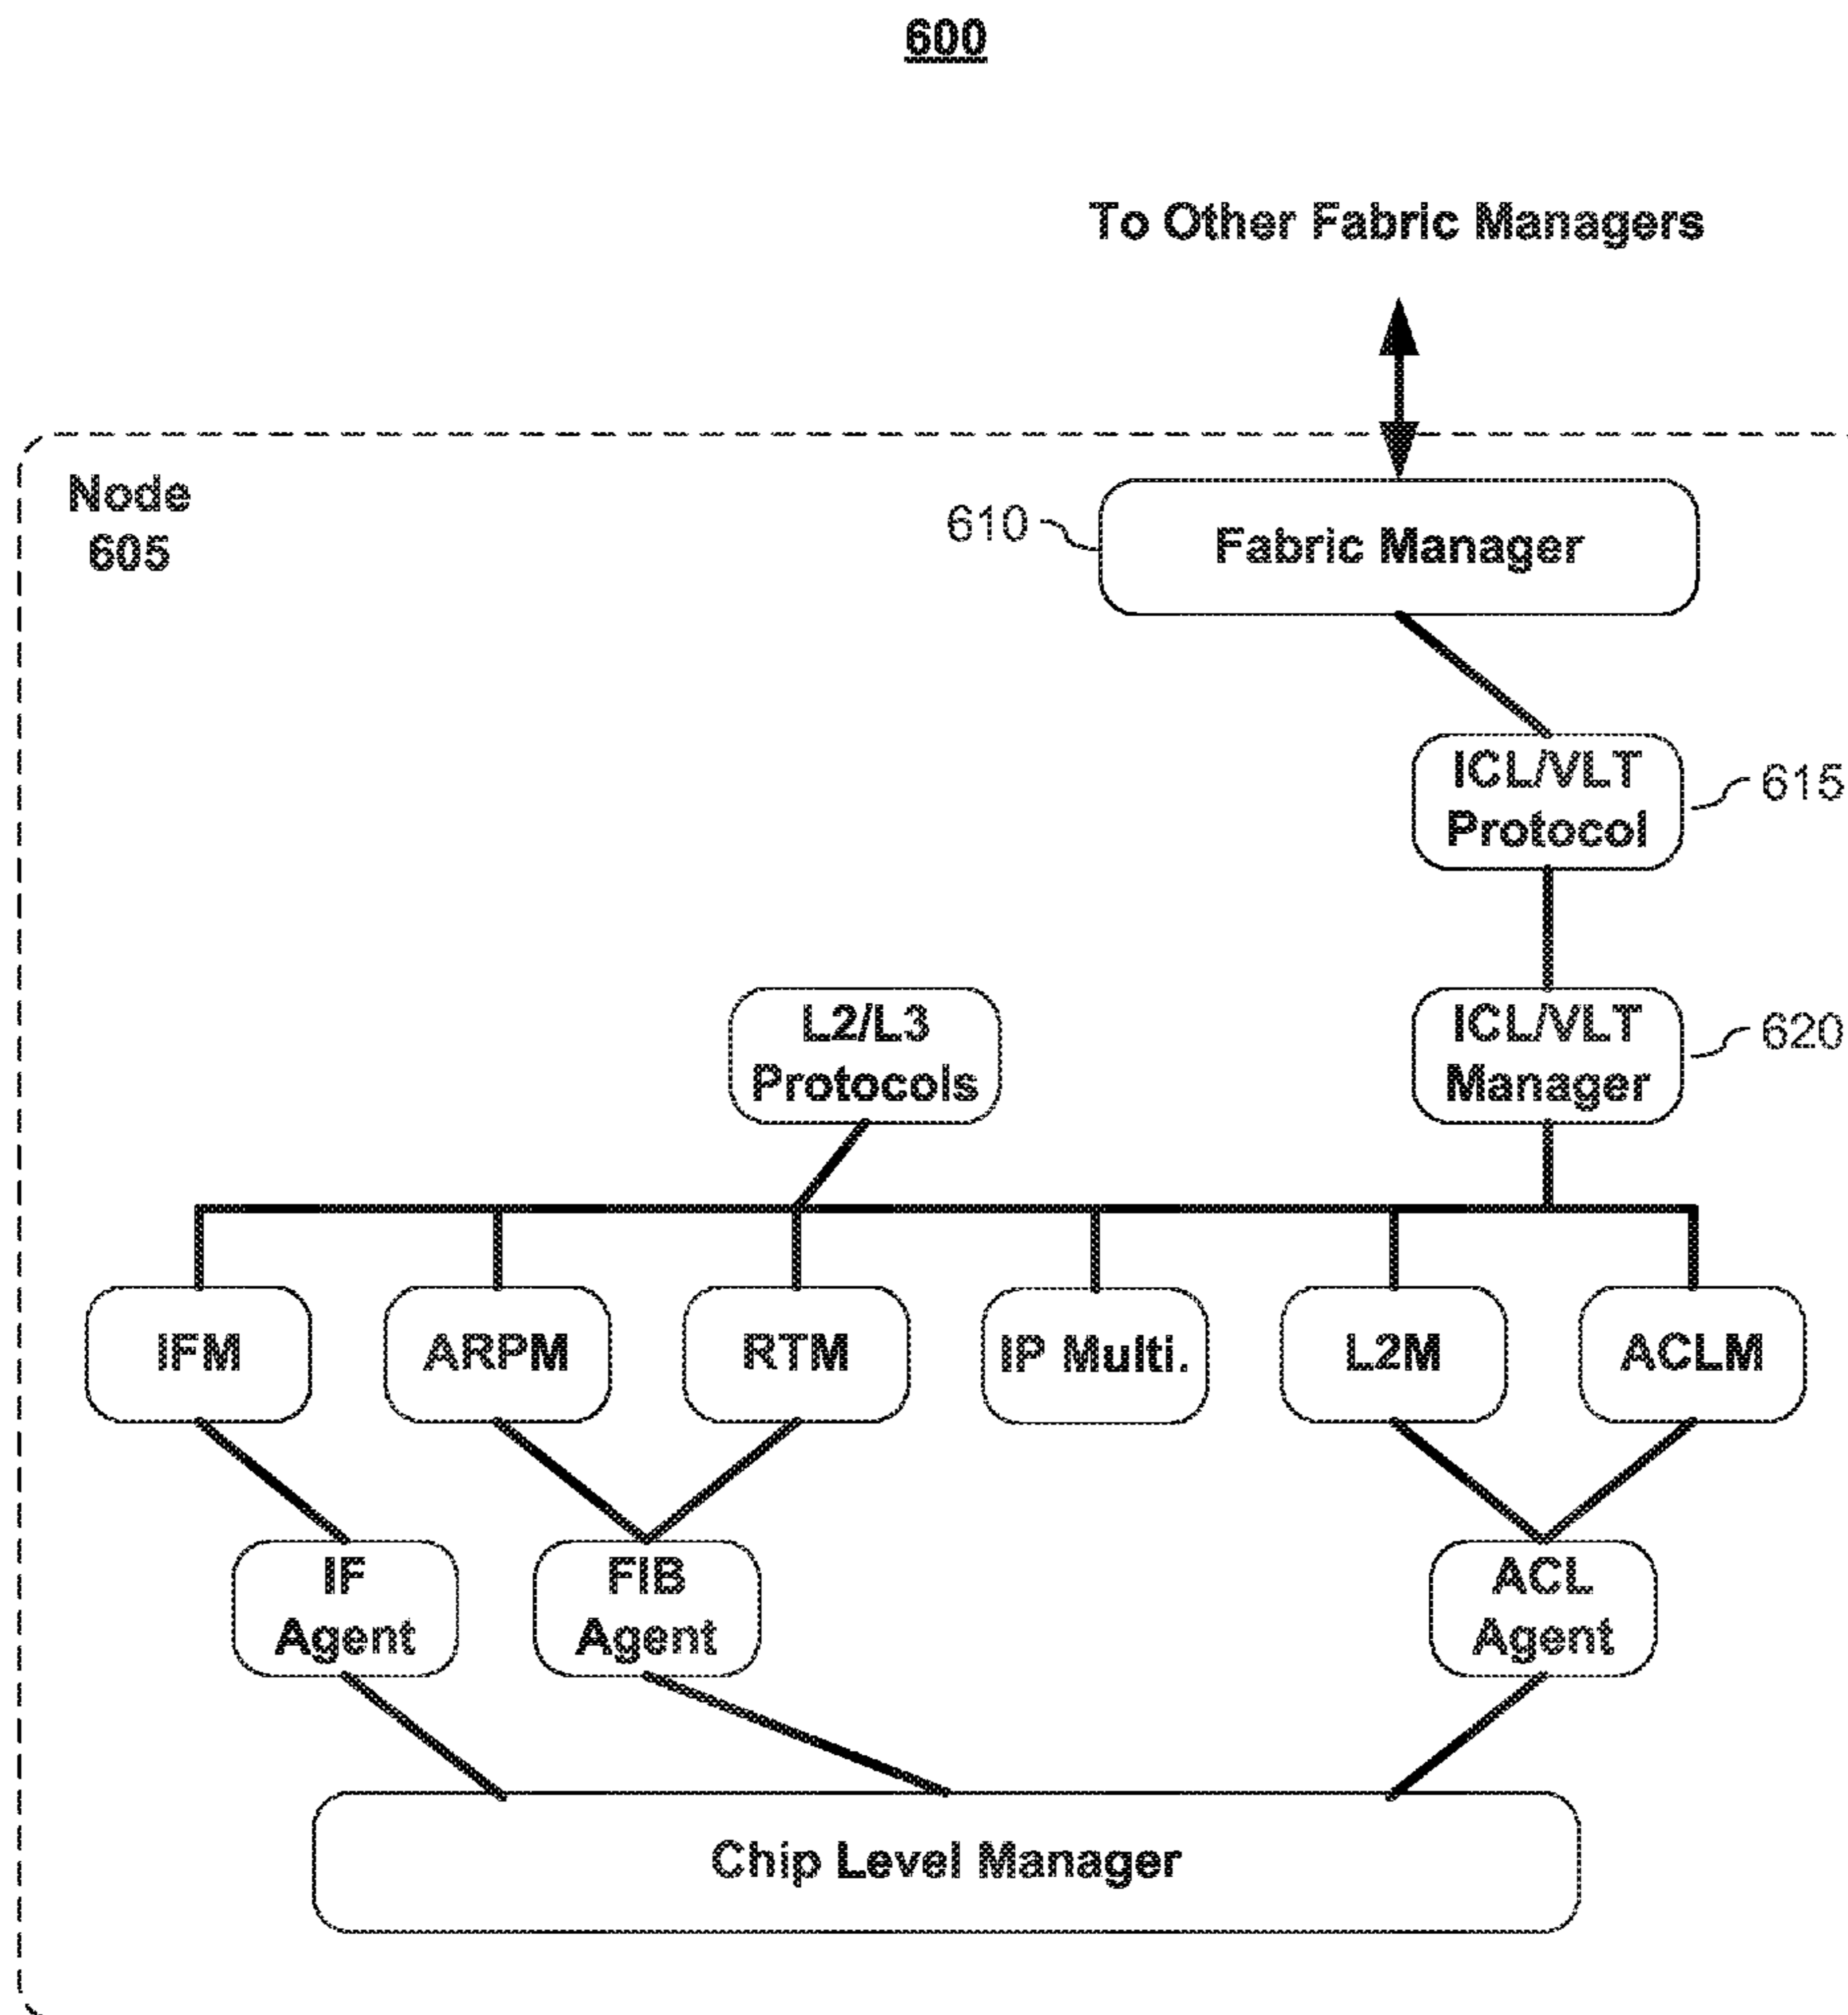 600
To Other Fabric Managers
Node
605
610
Fabric Manager
ICL/VLT
Protocol
615
L2/L3
Protocols
ICL/VLT
Manager
620
IFM
ARPM
RTM
IP Multi.
L2M
ACLM
IF
Agent
FIB
Agent
ACL
Agent
Chip Level Manager